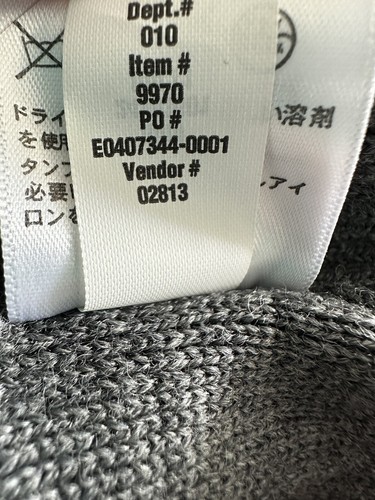 Dept.#
010
Item #
9970
PO #
E0407344-0001
Vendor #
02813
ドライ
い溶剤
を使用
タンブ
必要
アイ
ロンを